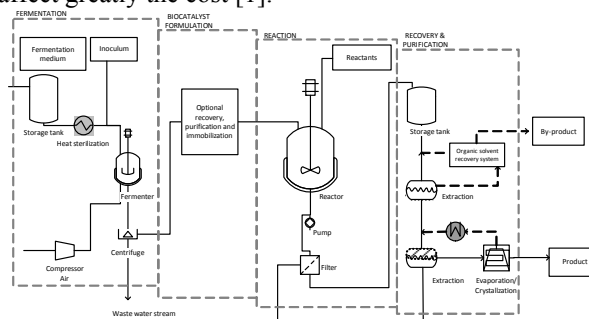 affect greatly the cost [1].
FERMENTATION
BIOCATALYST
FORMULATION
REACTION
RECOVERY &
PURIFICATION
Fermentation
medium
Inoculum
Storage tank
Heat sterilization
Fermenter
Centrifuge
Compressor
Air
Waste water stream
Optional
recovery,
purification and
immobilization
Reactants
Reactor
Pump
Filter
Storage tank
Organic solvent
recovery system
By-product
Extraction
Extraction
Evaporation/
Crystalization
Product